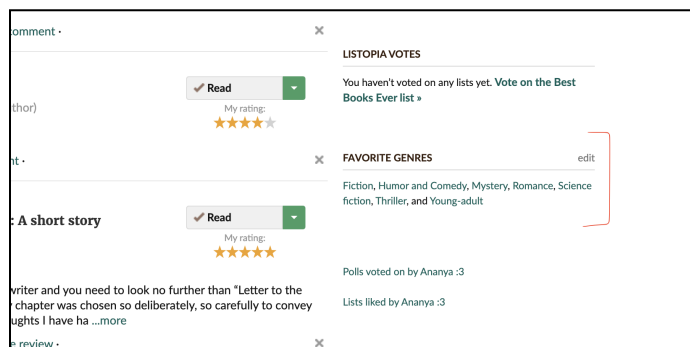 comment ·
LISTOPIA VOTES
You haven't voted on any lists yet. Vote on the Best
Books Ever list »
Read
My rating:
thor)
nt ·
FAVORITE GENRES
edit
Fiction, Humor and Comedy, Mystery, Romance, Science
fiction, Thriller, and Young-adult
: A short story
Read
My rating:
Polls voted on by Ananya :3
Lists liked by Ananya :3
writer and you need to look no further than “Letter to the
chapter was chosen so deliberately, so carefully to convey
ughts I have ha ...more
e review ·